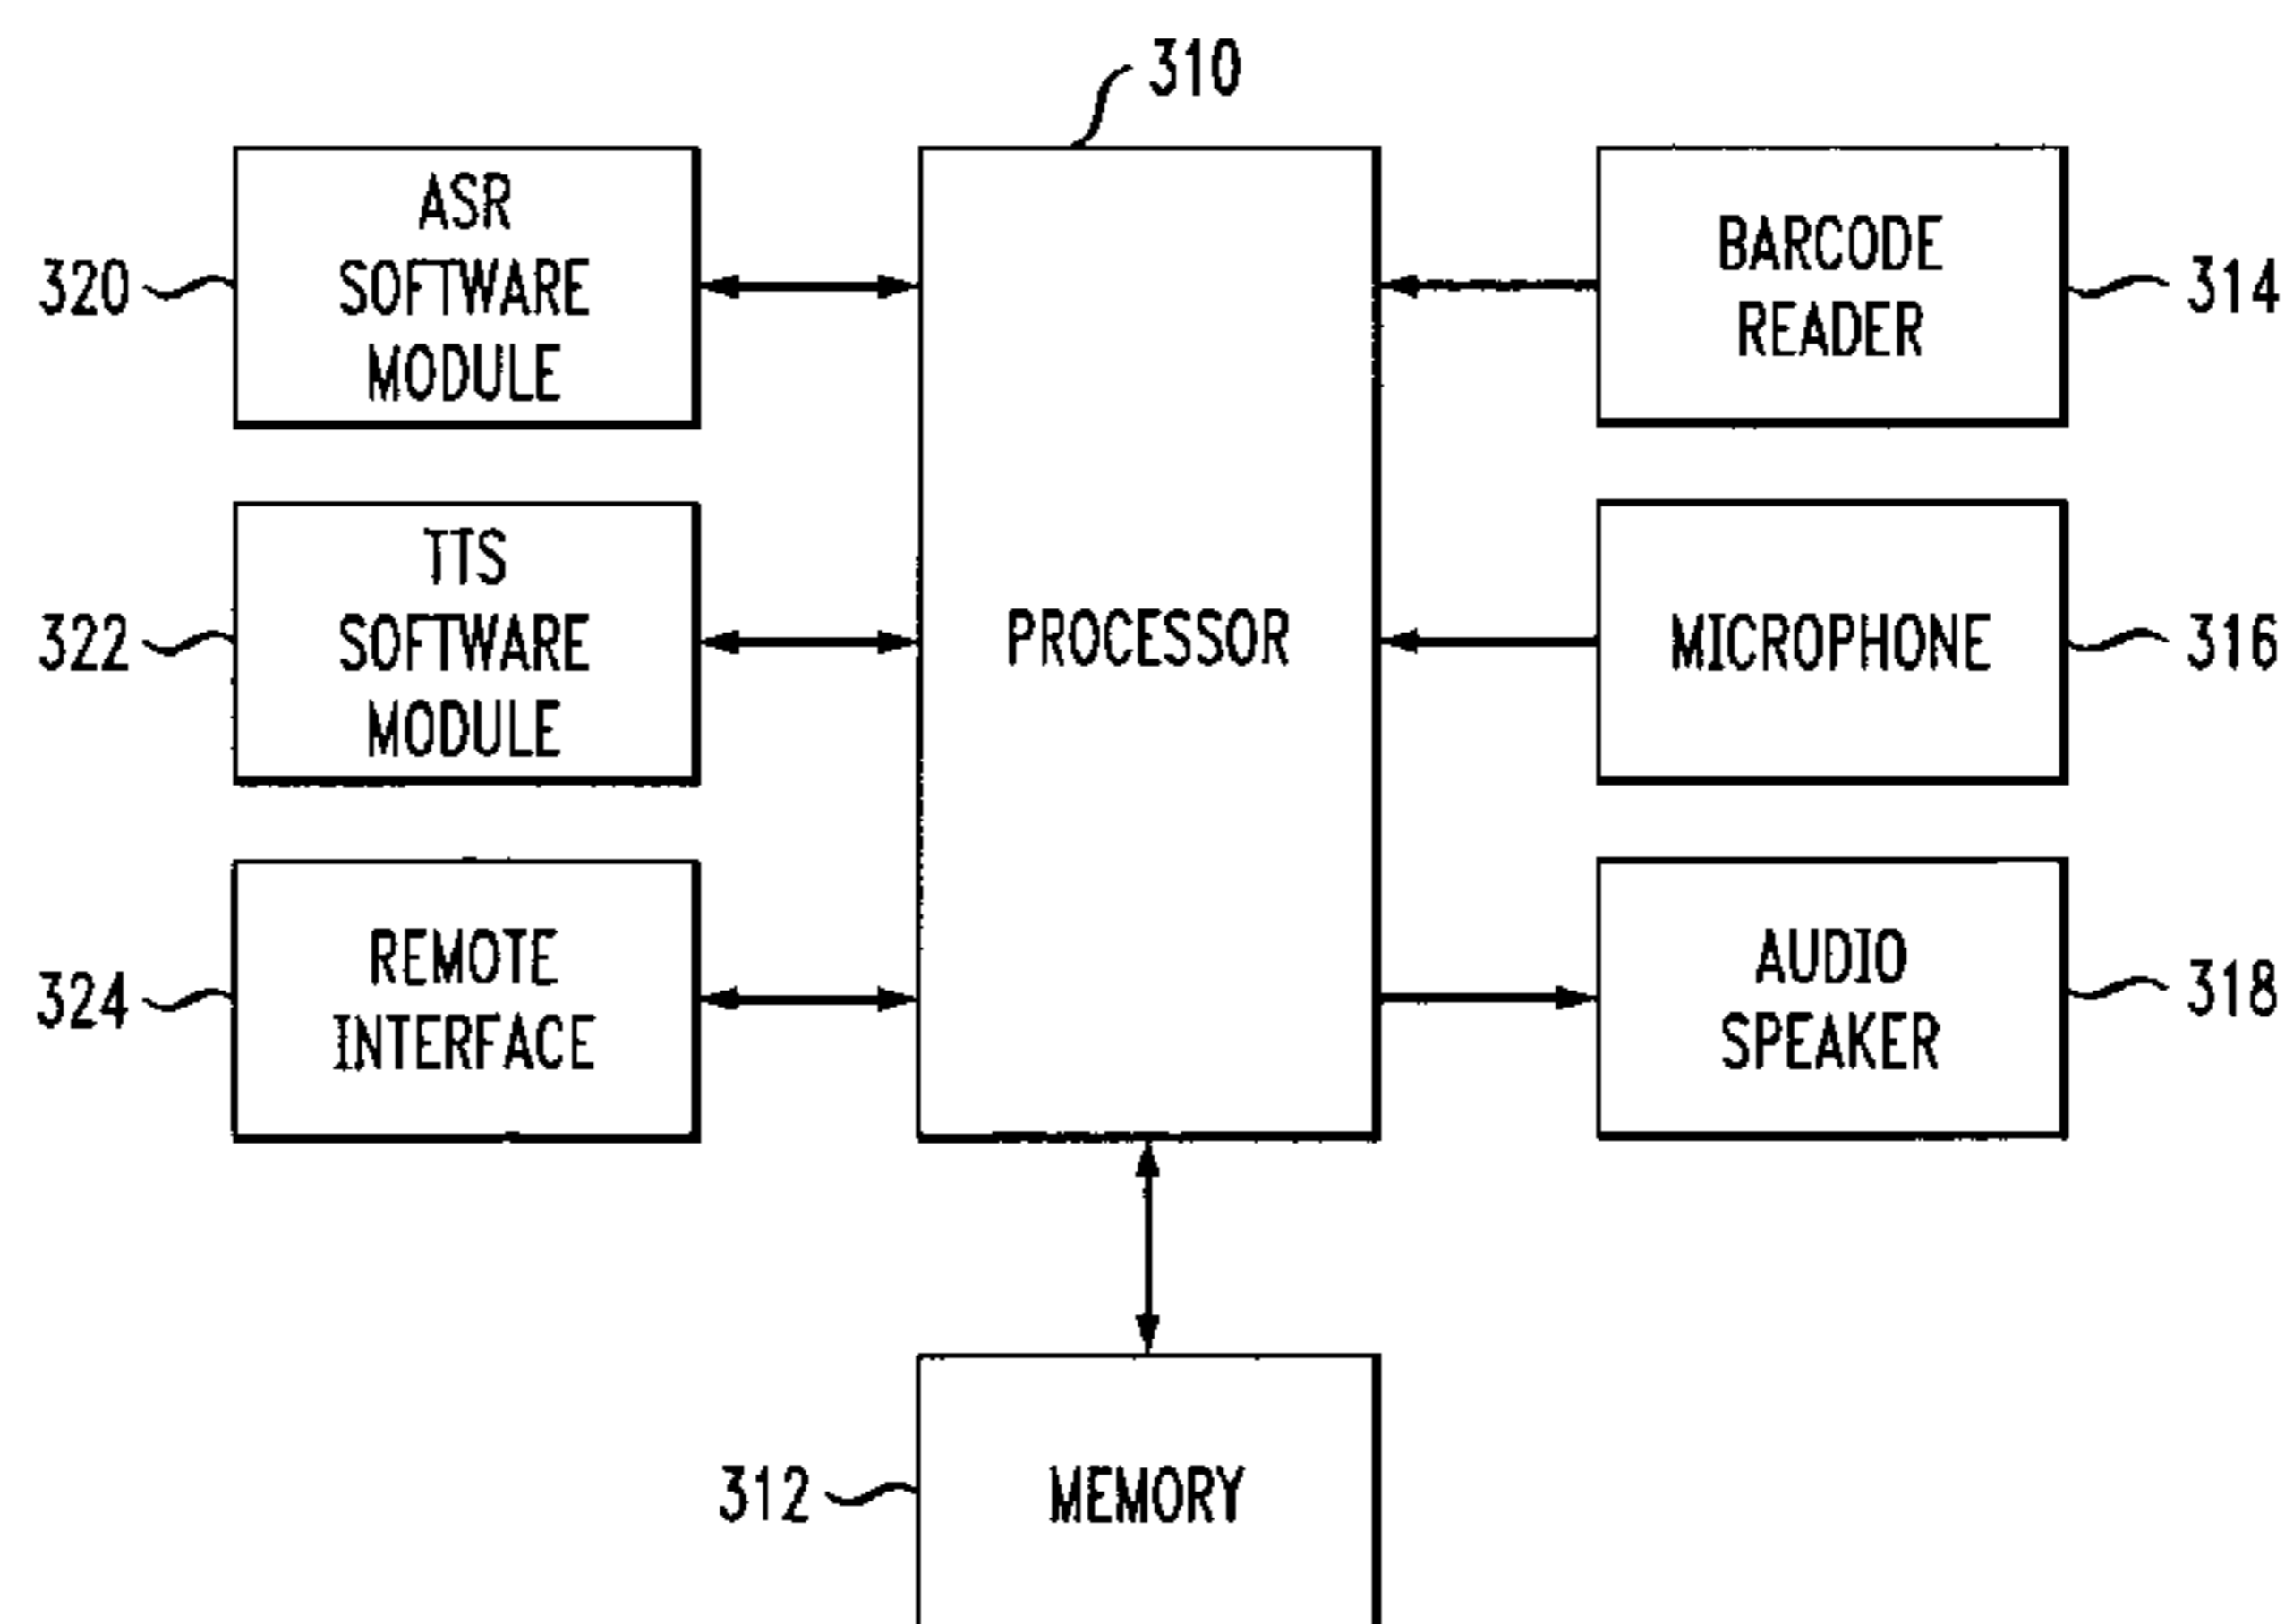 310
ASR
SOFTWARE
MODULE
320
BARCODE
READER
314
TTS
SOFTWARE
MODULE
322
PROCESSOR
MICROPHONE
316
REMOTE
INTERFACE
324
AUDIO
SPEAKER
318
312
MEMORY